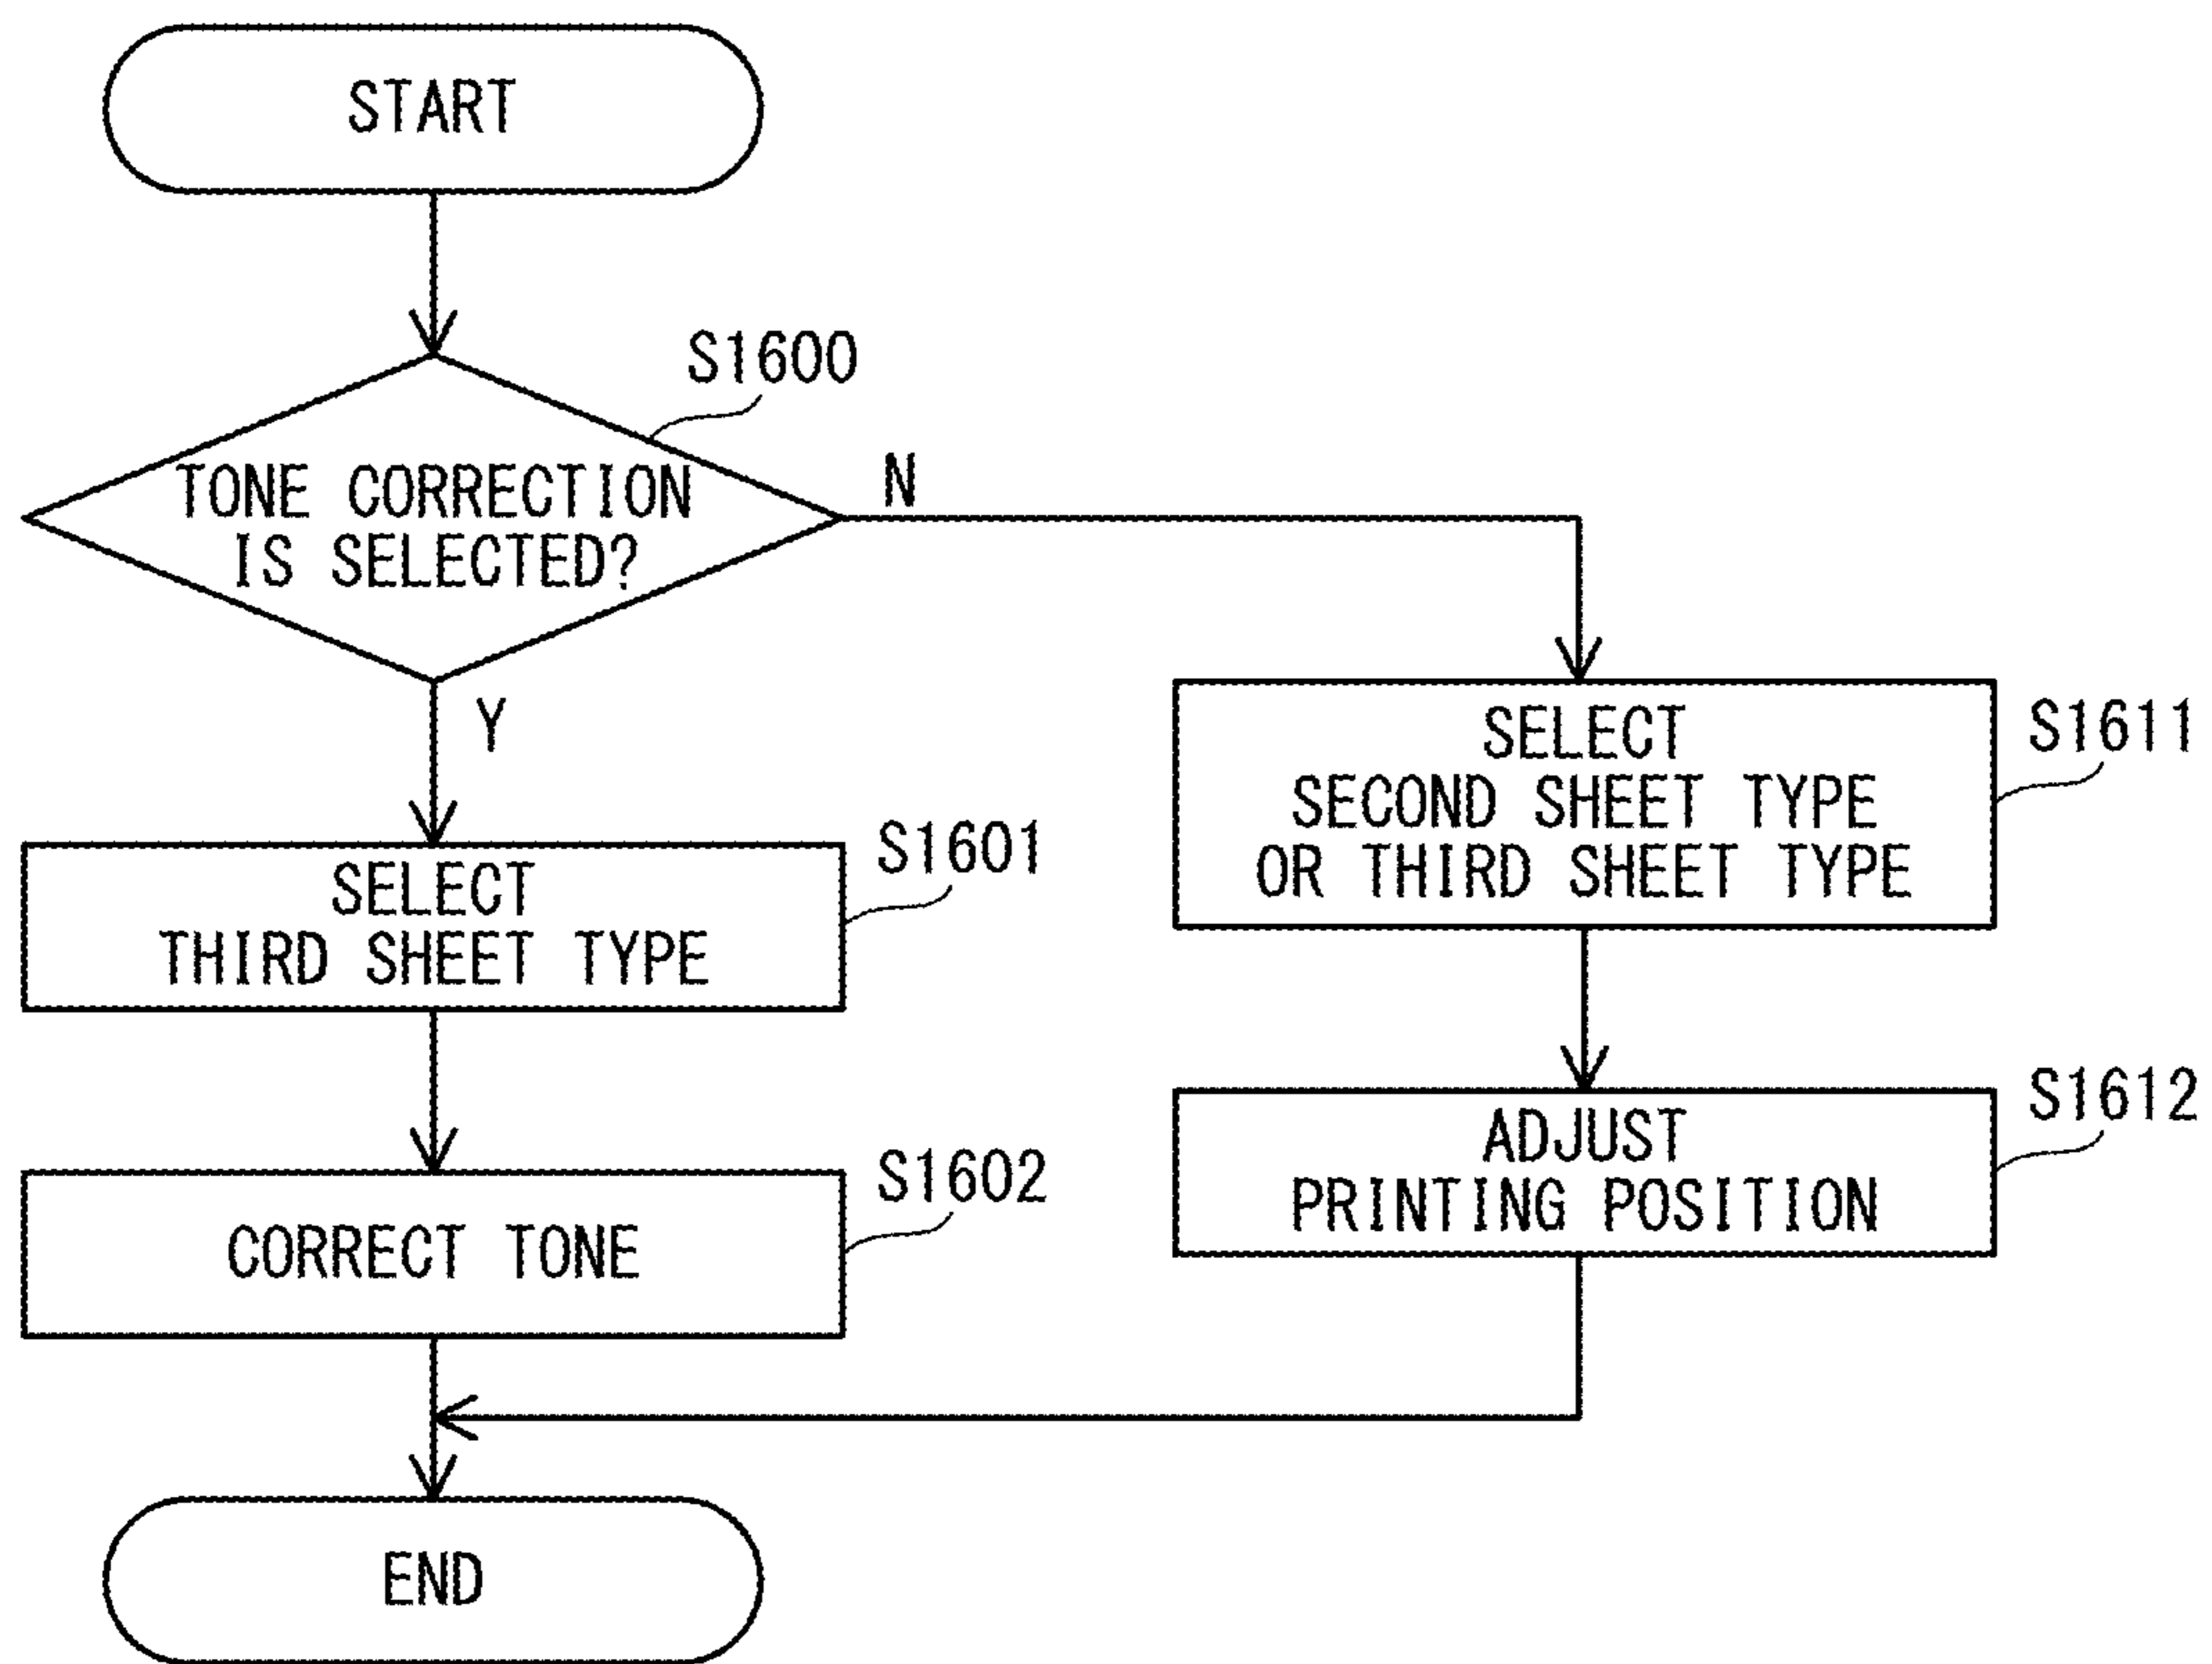 START
S1600
TONE CORRECTION
IS SELECTED?
N
Y
SELECT
THIRD SHEET TYPE
S1601
CORRECT TONE
S1602
SELECT
SECOND SHEET TYPE
OR THIRD SHEET TYPE
S1611
ADJUST
PRINTING POSITION
S1612
END